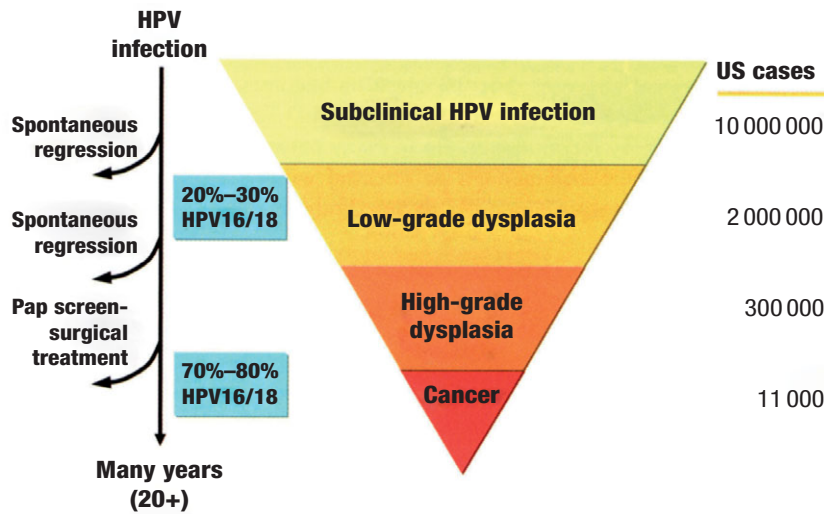 HPV
infection
US cases
Subclinical HPV infection
10 000 000
Spontaneous
regression
20%–30%
HPV16/18
Low-grade dysplasia
2 000 000
Spontaneous
regression
High-grade
dysplasia
300 000
Pap screen-
surgical
treatment
70%–80%
HPV16/18
Cancer
11 000
Many years
(20+)